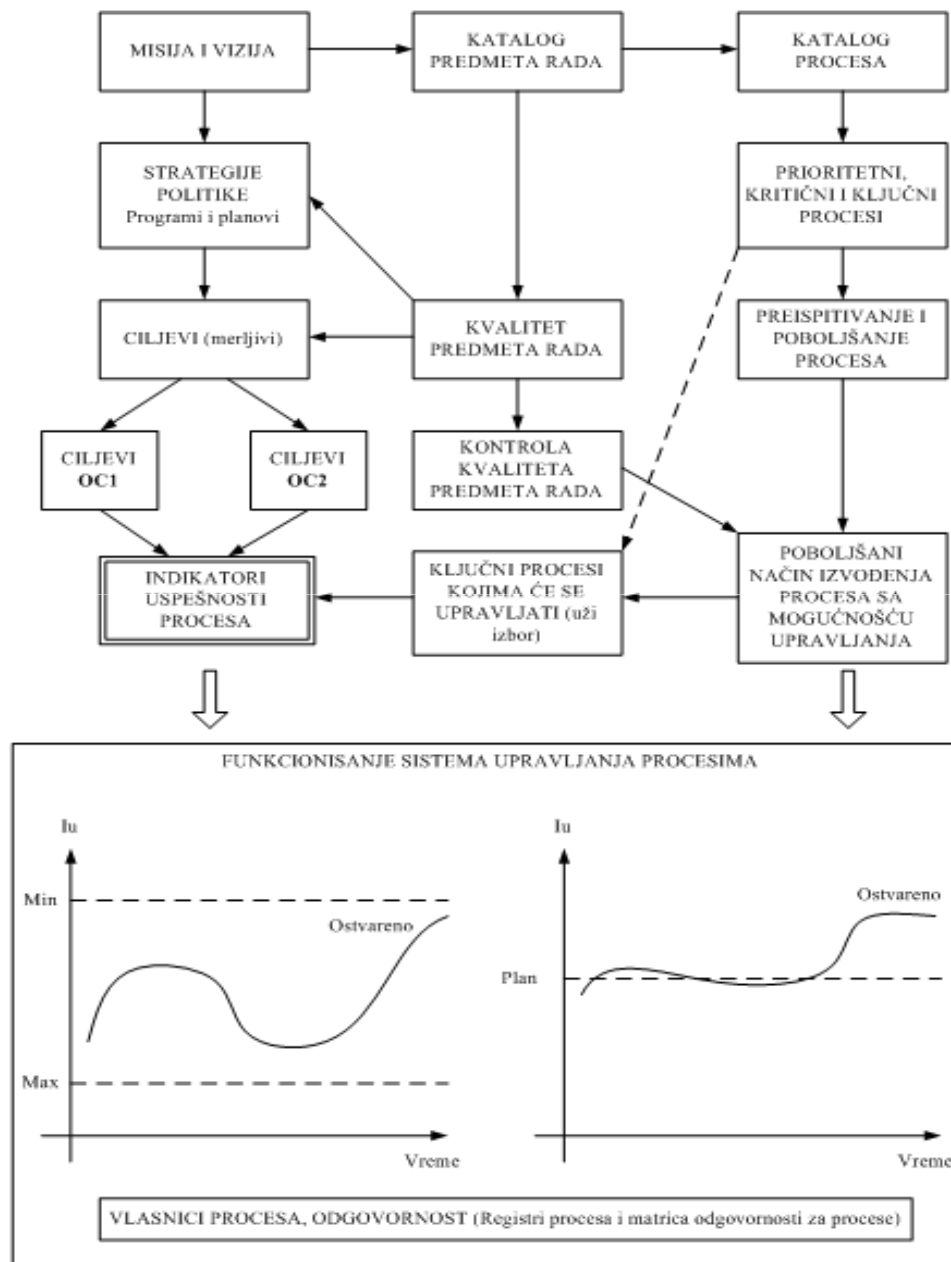 MISIJA I VIZIJA
KATALOG
PREDMETA RADA
KATALOG
PROCESA
STRATEGIJE
POLITIKE
Programi i planovi
PRIORITETNI,
KRITIČNI I KLJUČNI
PROCESI
CILJEVI (merljivi)
KVALITET
PREDMETA RADA
PREISPITIVANJE I
POBOLJŠANJE
PROCESA
CILJEVI
OC1
CILJEVI
OC2
KONTROLA
KVALITETA
PREDMETA RADA
INDIKATORI
USPEŠNOSTI
PROCESA
KLJUČNI PROCESI
KOJIMA ĆE SE
UPRAVLJATI (uži
izbor)
POBOLJŠANI
NAČIN IZVOĐENJA
PROCESA SA
MOGUĆNOŠĆU
UPRAVLJANJA
FUNKCIONISANJE SISTEMA UPRAVLJANJA PROCESIMA
Iu
Min
Ostvareno
Max
Vreme
Iu
Ostvareno
Plan
Vreme
VLASNICI PROCESA, ODGOVORNOST (Registri procesa i matrica odgovornosti za procese)